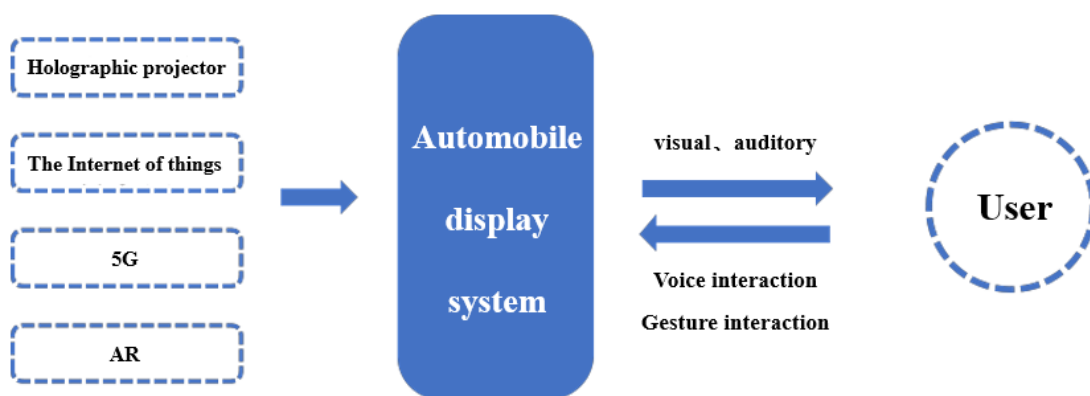 Holographic projector
The Internet of things
5G
AR
Automobile
display
system
visual、auditory
Voice interaction
Gesture interaction
User